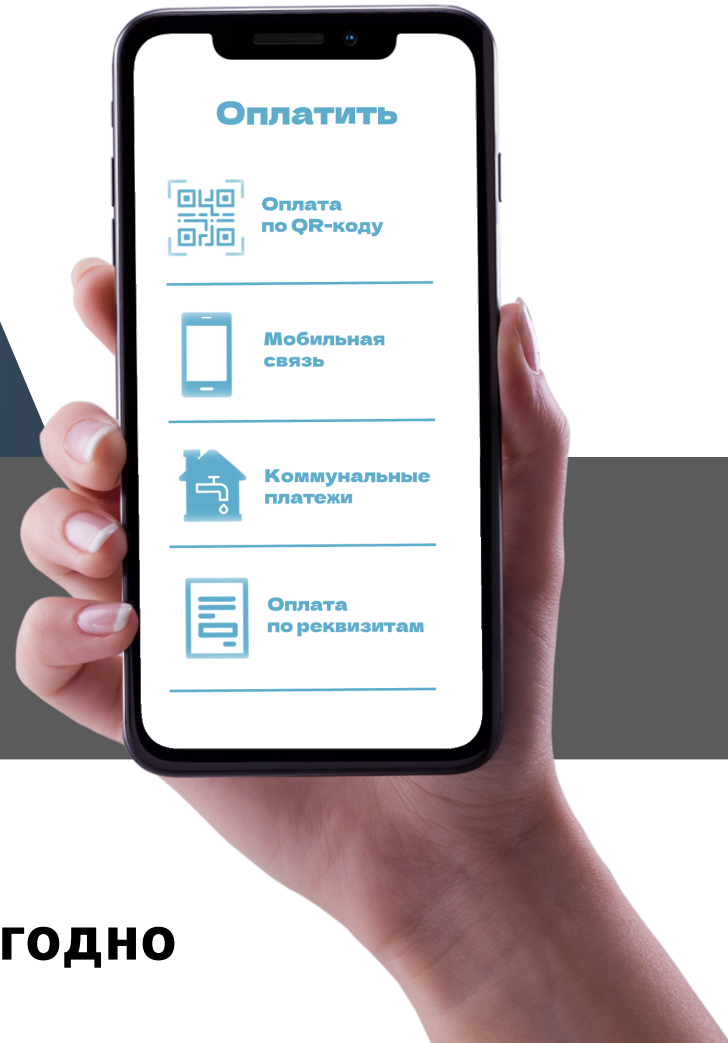 Оплатить
Оплата
по QR-коду
Мобильная
связь
Коммунальные
платежи
Оплата
по реквизитам
годно